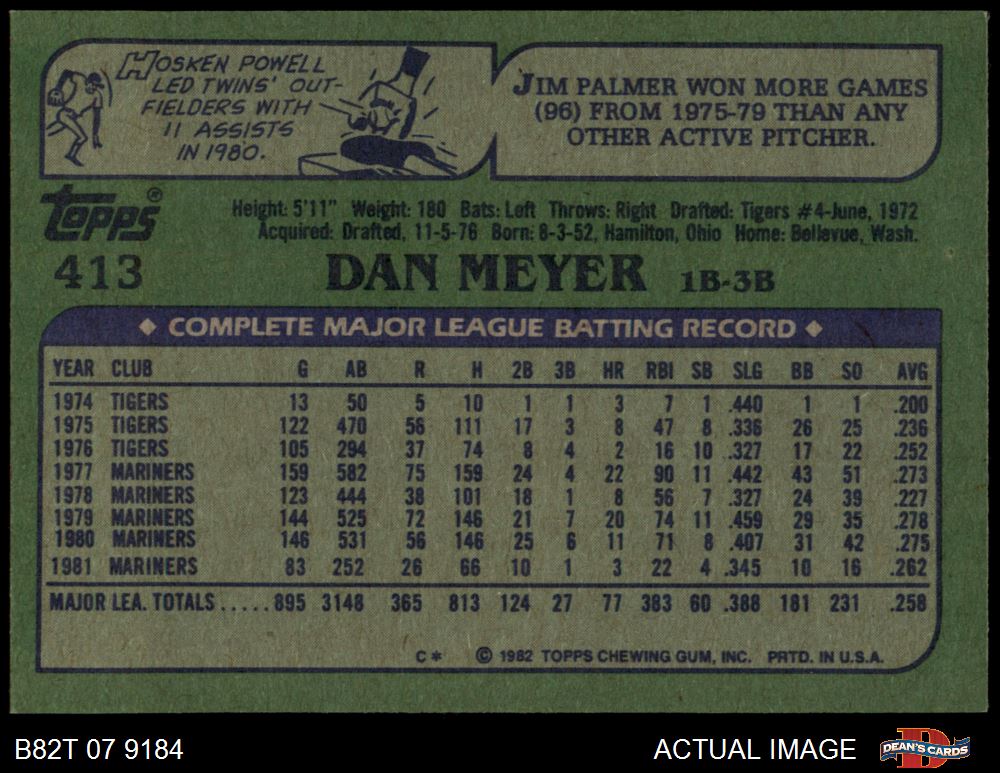 HOSKEN POWELL
LED TWINS' OUT-
FIELDERS WITH
11 ASSISTS
IN 1980.
JIM PALMER WON MORE GAMES
(96) FROM 1975-79 THAN ANY
OTHER ACTIVE PITCHER.
Topps®
Height: 5'11" Weight: 180 Bats: Left Throws: Right Drafted: Tigers #4-June, 1972
Acquired: Drafted, 11-5-76 Born: 8-3-52, Hamilton, Ohio Home: Bellevue, Wash.
413 DAN MEYER 1B-3B
◆ COMPLETE MAJOR LEAGUE BATTING RECORD ◆
YEAR CLUB G AB R H 2B 3B HR RBI SB SLG BB SO AVG
1974 TIGERS 13 50 5 10 1 1 3 7 1 .440 1 1 .200
1975 TIGERS 122 470 56 111 17 3 8 47 8 .336 26 25 .236
1976 TIGERS 105 294 37 74 8 4 2 16 10 .327 17 22 .252
1977 MARINERS 159 582 75 159 24 4 22 90 11 .442 43 51 .273
1978 MARINERS 123 444 38 101 18 1 8 56 7 .327 24 39 .227
1979 MARINERS 144 525 72 146 21 7 20 74 11 .459 29 35 .278
1980 MARINERS 146 531 56 146 25 6 11 71 8 .407 31 42 .275
1981 MARINERS 83 252 26 66 10 1 3 22 4 .345 10 16 .262
MAJOR LEA. TOTALS.....895 3148 365 813 124 27 77 383 60 .388 181 231 .258
C* © 1982 TOPPS CHEWING GUM, INC. PRTD. IN U.S.A.
B82T 07 9184 ACTUAL IMAGE DEAN'S CARDS